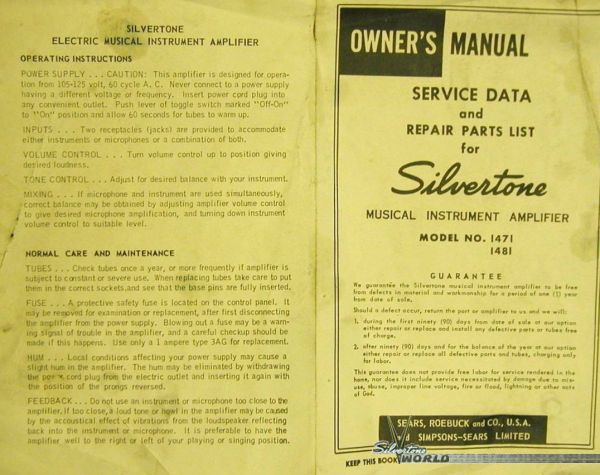 SILVERTONE
ELECTRIC MUSICAL INSTRUMENT AMPLIFIER
OPERATING INSTRUCTIONS
POWER SUPPLY . . . CAUTION: This amplifier is designed for opera-
tion from 105-125 volt, 60 cycle A. C. Never connect to a power supply
having a different voltage or frequency. Insert power cord plug into
any convenient outlet. Push lever of toggle switch marked "Off-On"
to "On" position and allow 60 seconds for tubes to warm up.
INPUTS . . . Two receptacles (jacks) are provided to accommodate
either instruments or microphones or a combination of both.
VOLUME CONTROL . . . Turn volume control up to position giving
desired loudness.
TONE CONTROL . . . Adjust for desired balance with your instrument.
MIXING . . . If microphone and instrument are used simultaneously,
correct balance may be obtained by adjusting amplifier volume control
to give desired microphone amplification, and turning down instrument
volume control to suitable level.
NORMAL CARE AND MAINTENANCE
TUBES . . . Check tubes once a year, or more frequently if amplifier is
subject to constant or severe use. When replacing tubes take care to put
them in the correct sockets and see that the base pins are fully inserted.
FUSE . . . A protective safety fuse is located on the control panel. It
may be removed for examination or replacement, after first disconnecting
the amplifier from the power supply. Blowing out a fuse may be a warn-
ing signal of trouble in the amplifier, and a careful checkup should be
made if this happens. Use only a 1 ampere type 3AG for replacement.
HUM . . . Local conditions affecting your power supply may cause a
slight hum in the amplifier. The hum may be eliminated by withdrawing
the power cord plug from the electric outlet and inserting it again with
the position of the prongs reversed.
FEEDBACK . . . Do not use an instrument or microphone too close to the
amplifier. If too close, a loud tone or howl in the amplifier may be caused
by the acoustical effect of vibrations from the loudspeaker reflecting
back into the instrument or microphone. It is preferable to have the
amplifier well to the right or left of your playing or singing position.
OWNER'S MANUAL
SERVICE DATA
and
REPAIR PARTS LIST
for
Silvertone
MUSICAL INSTRUMENT AMPLIFIER
MODEL NO. 1471
1481
GUARANTEE
We guarantee the Silvertone musical instrument amplifier to be free
from defects in material and workmanship for a period of one (1) year
from date of sale.
Should a defect occur, return the part or amplifier to us and we will:
1. during the first ninety (90) days from date of sale at our option
either repair or replace and install any defective parts or tubes free
of charge.
2. after ninety (90) days and for the balance of the year at our option
either repair or replace all defective parts and tubes, charging only
for labor.
This guarantee does not provide free labor for service rendered in the
home, nor does it include service necessitated by damage due to mis-
use, abuse, improper line voltage, fire or flood, lightning or other acts
of God.
SEARS, ROEBUCK and CO., U.S.A.
SIMPSONS-SEARS LIMITED
KEEP THIS BOOK
Silvertone
WORLD